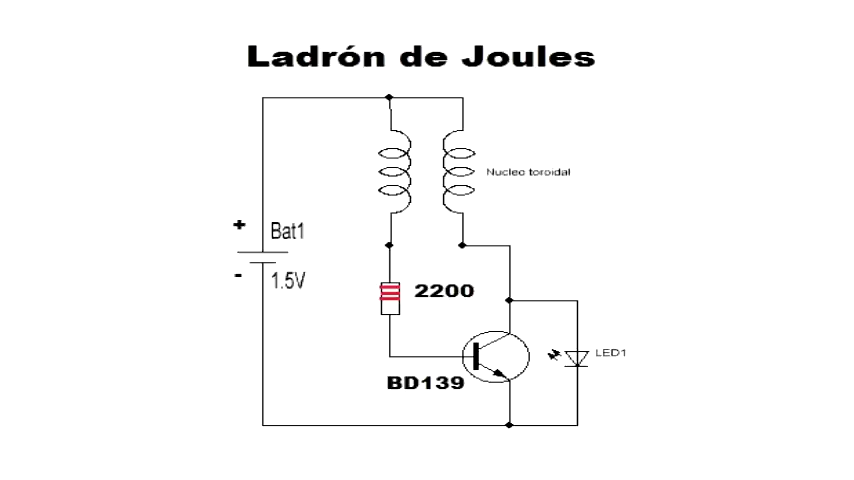 Ladrón de Joules
Nucleo toroidal
+
Bat1
-
1.5V
2200
LED1
BD139